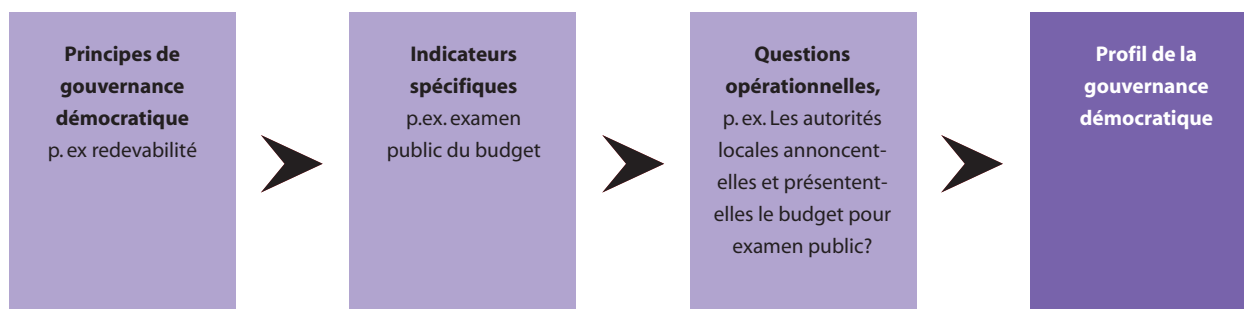 Principes de
gouvernance
démocratique
p. ex redevabilité
Indicateurs
spécifiques
p.ex. examen
public du budget
Questions
opérationnelles,
p. ex. Les autorités
locales annoncent-
elles et présentent-
elles le budget pour
examen public?
Profil de la
gouvernance
démocratique